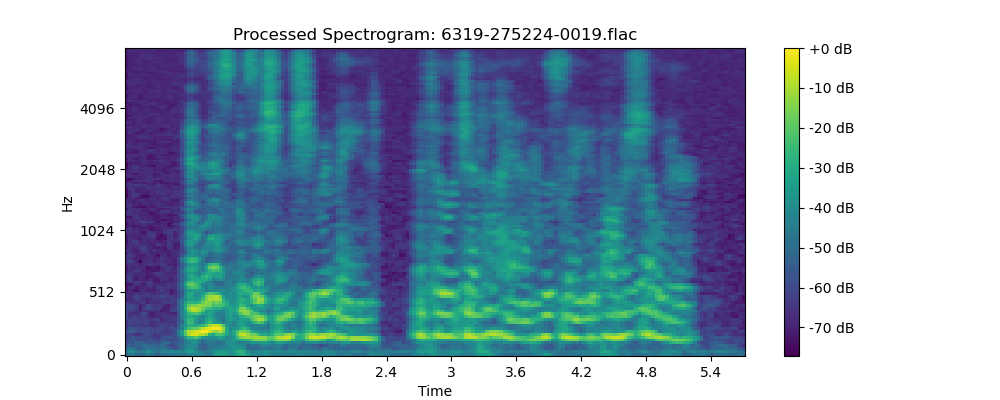 Processed Spectrogram: 6319-275224-0019.flac
Hz
4096
2048
1024
512
0
0 0.6 1.2 1.8 2.4 3 3.6 4.2 4.8 5.4
Time
+0 dB
-10 dB
-20 dB
-30 dB
-40 dB
-50 dB
-60 dB
-70 dB